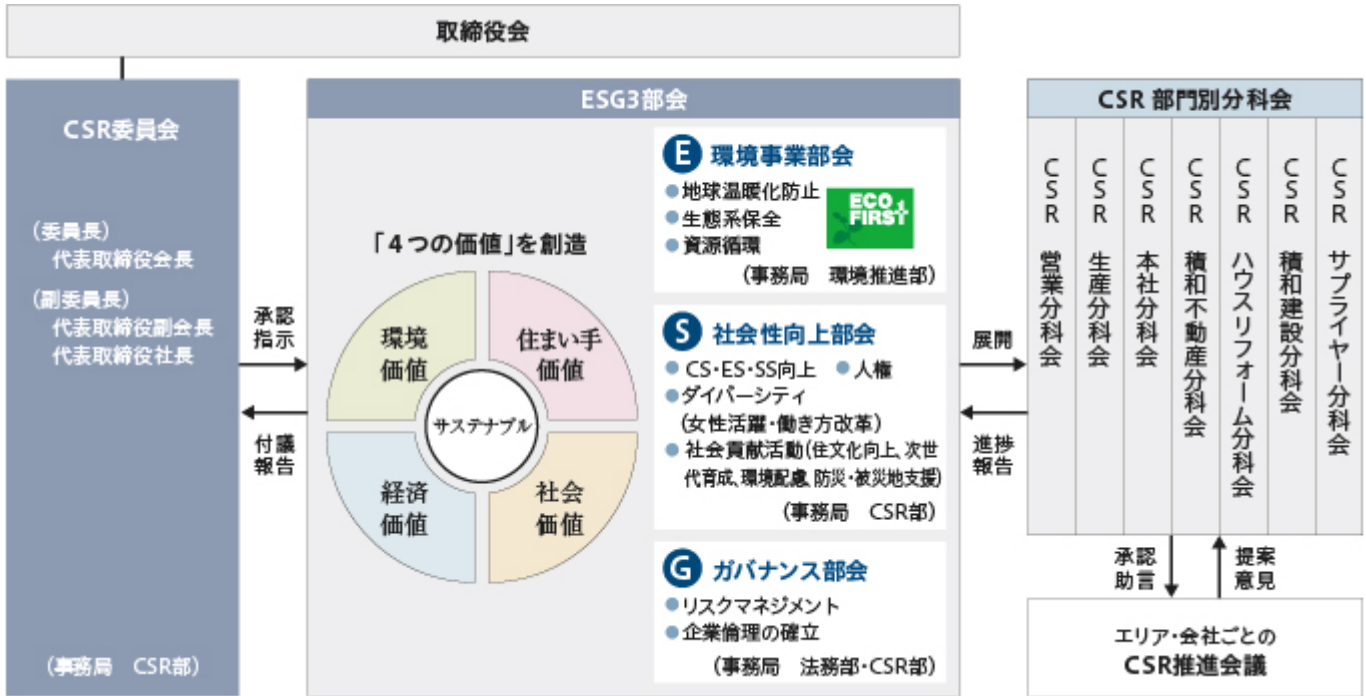 取締役会
CSR委員会
(委員長)
代表取締役会長
(副委員長)
代表取締役副会長
代表取締役社長
(事務局　CSR部)
承認
指示
付議
報告
ESG3部会
「4つの価値」を創造
環境
価値
住まい手
価値
サステナブル
経済
価値
社会
価値
E 環境事業部会
●地球温暖化防止
●生態系保全
●資源循環
ECO
FIRST
(事務局　環境推進部)
S 社会性向上部会
●CS・ES・SS向上　●人権
●ダイバーシティ
(女性活躍・働き方改革)
●社会貢献活動(住文化向上、次世
代育成、環境配慮、防災・被災地支援)
(事務局　CSR部)
G ガバナンス部会
●リスクマネジメント
●企業倫理の確立
(事務局　法務部・CSR部)
展開
進捗
報告
CSR 部門別分科会
CSR 営業分科会
CSR 生産分科会
CSR 本社分科会
CSR 積和不動産分科会
CSR ハウスリフォーム分科会
CSR 積和建設分科会
CSR サプライヤー分科会
承認
助言
提案
意見
エリア・会社ごとの
CSR推進会議